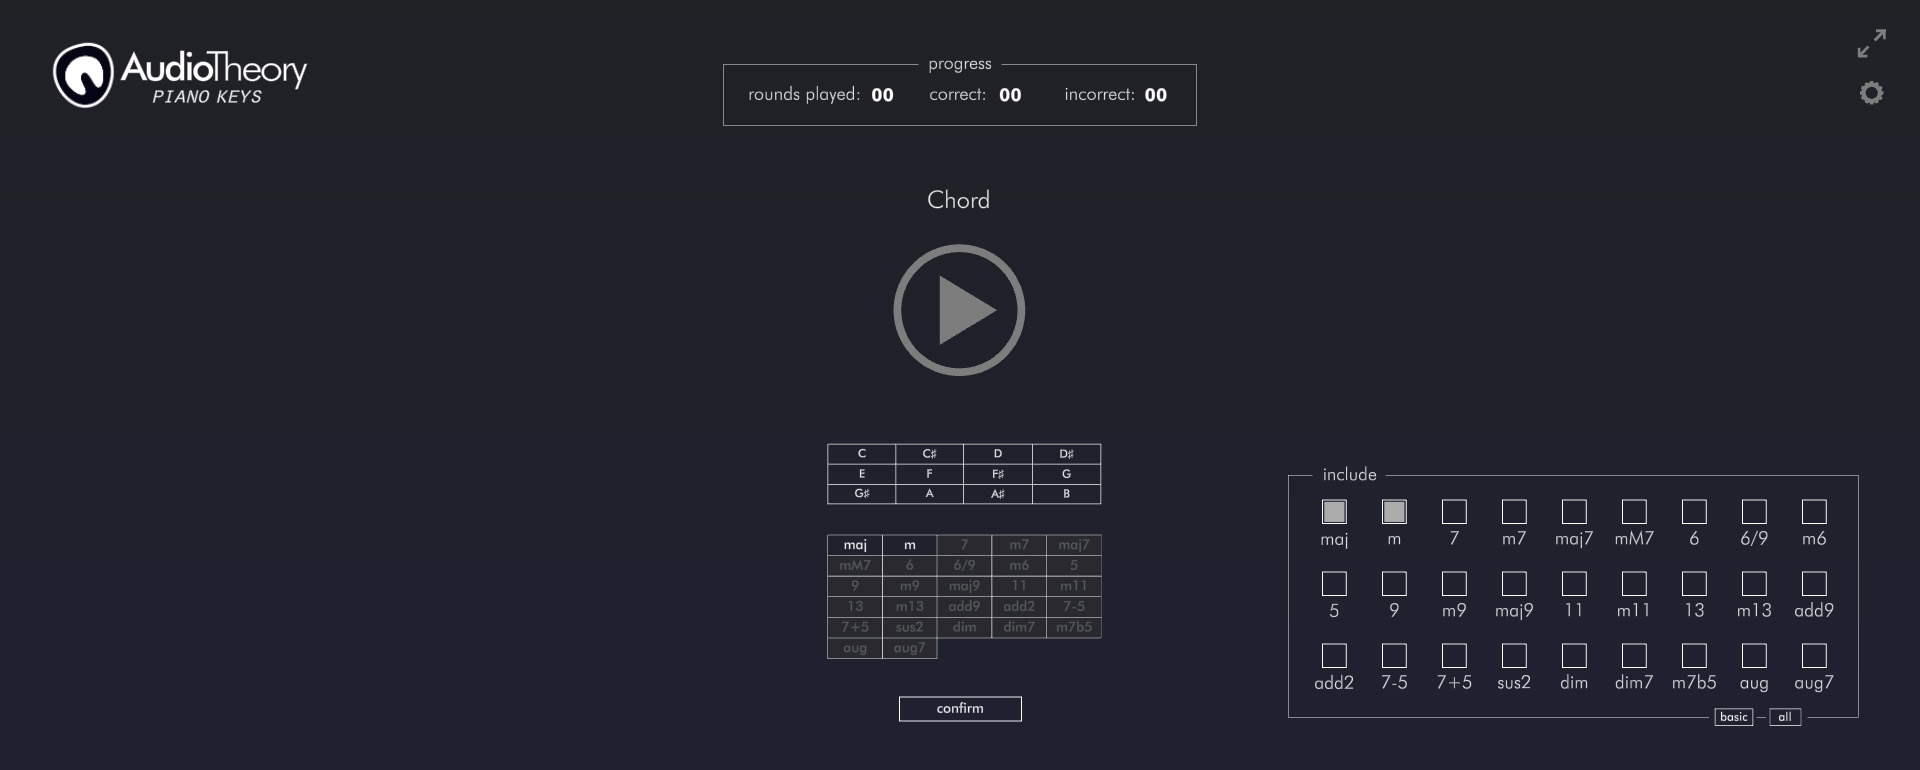 AudioTheory
PIANO KEYS
progress
rounds played: 00 correct: 00 incorrect: 00
Chord
C C♯ D D♯
E F F♯ G
G♯ A A♯ B
maj m 7 m7 maj7
mM7 6 6/9 m6 5
9 m9 maj9 11 m11
13 m13 add9 add2 7-5
7+5 sus2 dim dim7 m7b5
aug aug7
confirm
include
maj m 7 m7 maj7 mM7 6 6/9 m6
5 9 m9 maj9 11 m11 13 m13 add9
add2 7-5 7+5 sus2 dim dim7 m7b5 aug aug7
basic all